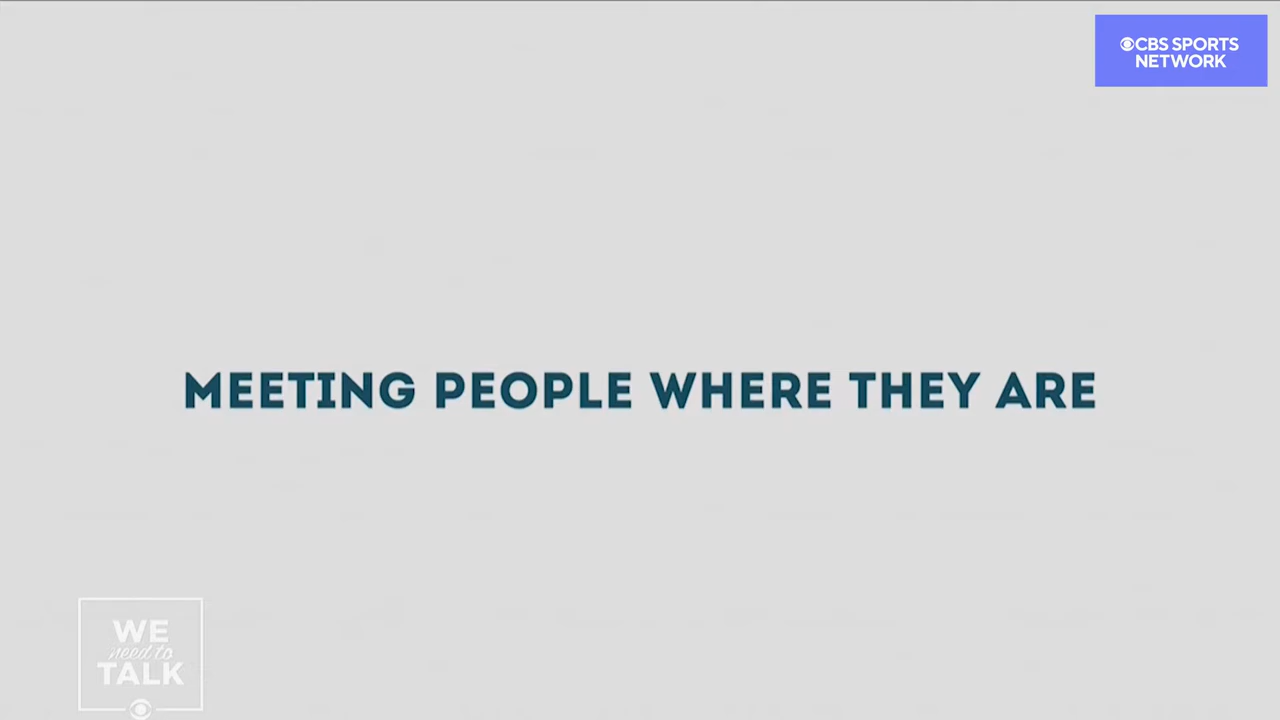 CBS SPORTS
NETWORK
MEETING PEOPLE WHERE THEY ARE
WE
need to
TALK